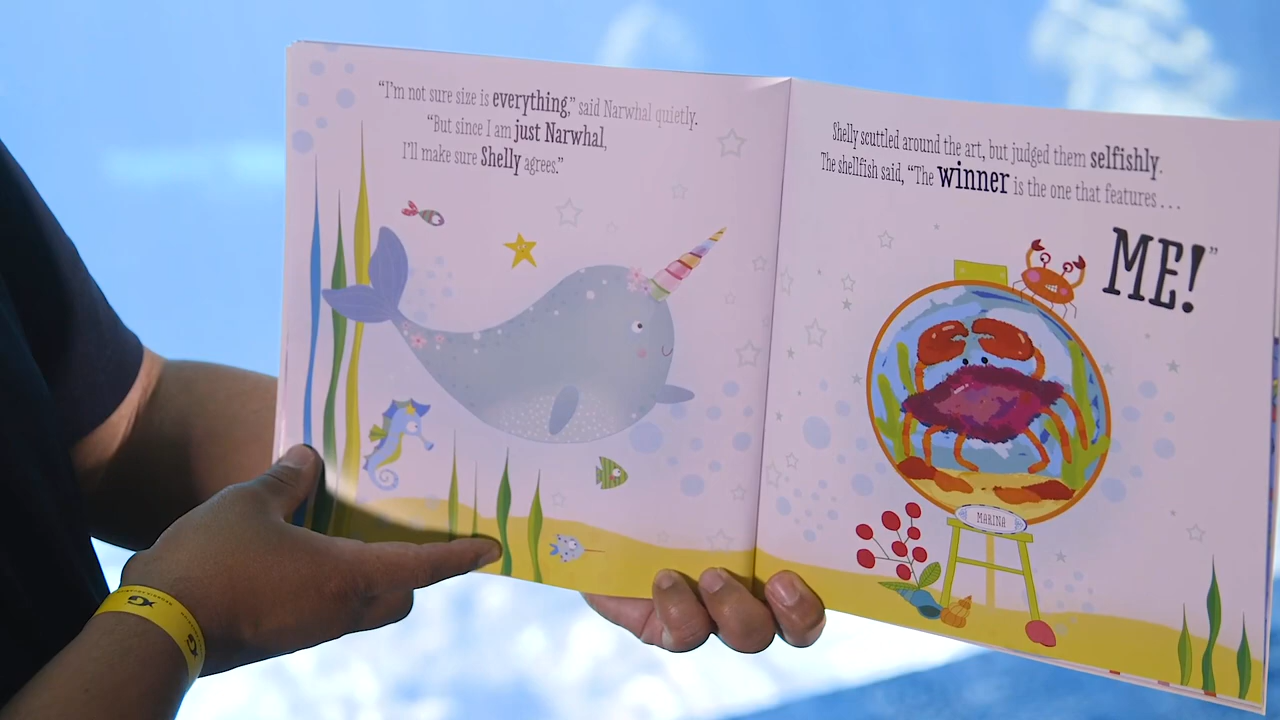 “I’m not sure size is everything,” said Narwhal quietly.
“But since I am just Narwhal,
I’ll make sure Shelly agrees.”
Shelly scuttled around the art, but judged them selfishly.
The shellfish said, “The winner is the one that features . . .
ME!”
MARINA